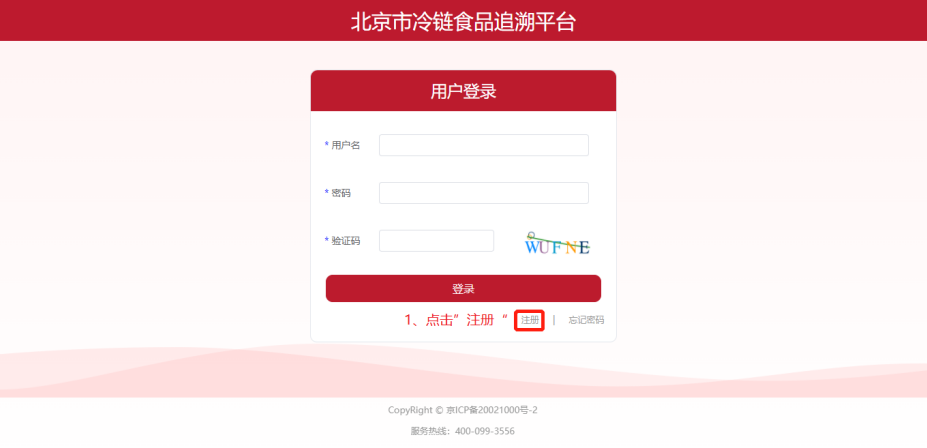 北京市冷链食品追溯平台
用户登录
* 用户名
* 密码
* 验证码 WUFNE
登录
1、点击”注册“ 注册 | 忘记密码
CopyRight © 京ICP备20021000号-2
服务热线：400-099-3556